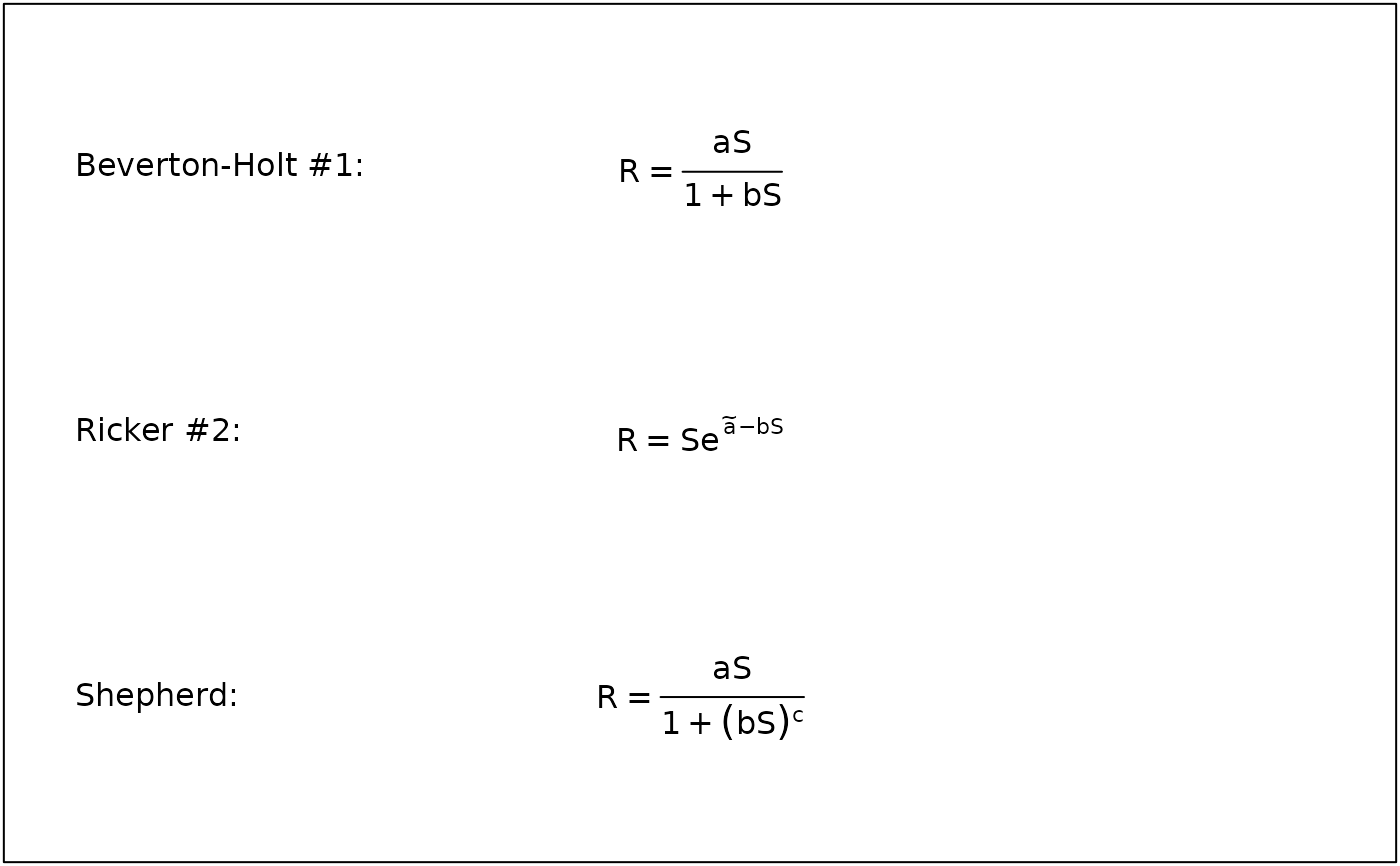 Beverton-Holt #1: R = aS / 1 + bS
Ricker #2: R = Se^ã−bS
Shepherd: R = aS / 1 + (bS)^c